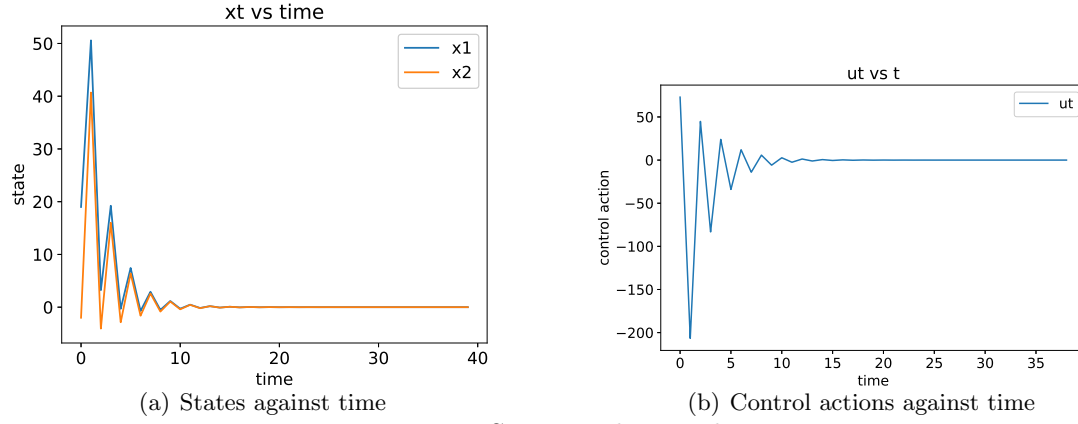 xt vs time
x1
x2
state
50
40
30
20
10
0
0
10
20
30
40
time
(a) States against time
ut vs t
ut
control action
50
0
−50
−100
−150
−200
0
5
10
15
20
25
30
35
time
(b) Control actions against time